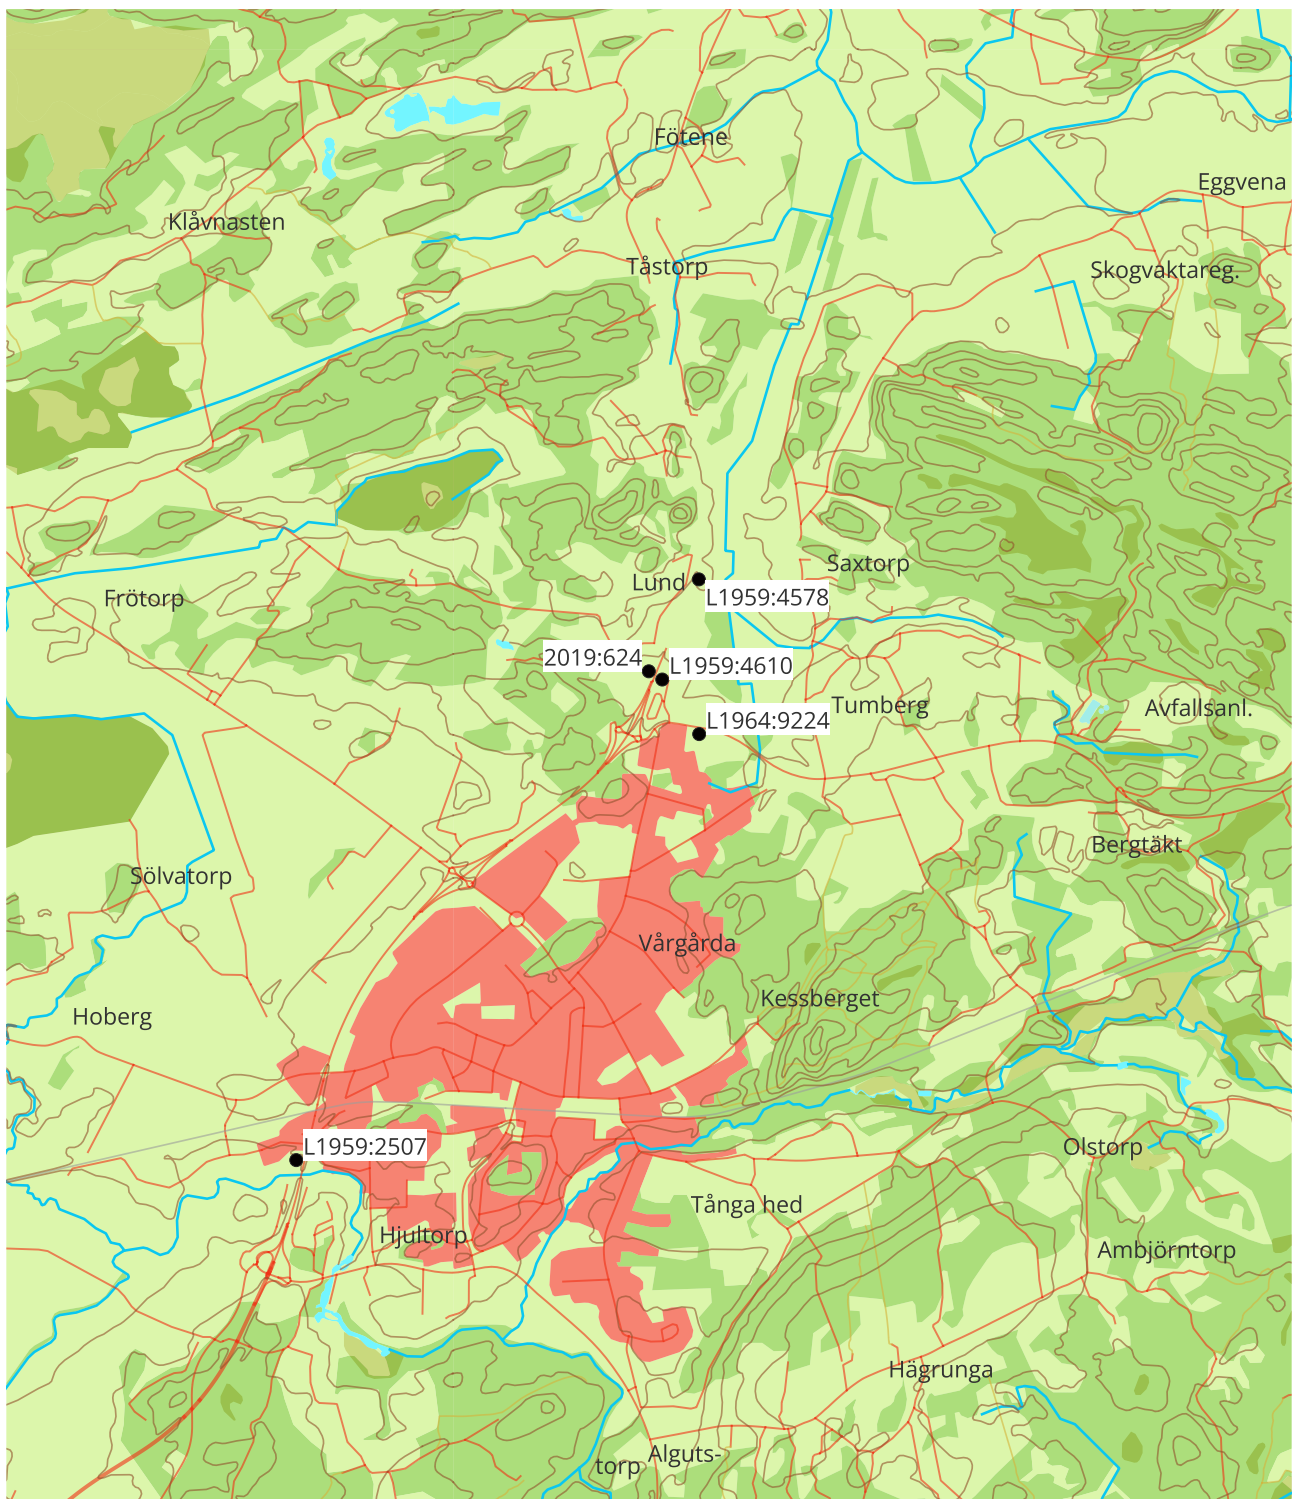 Fötene
Eggvena
Klåvnasten
Tåstorp
Skogvaktareg.
Saxtorp
Lund
L1959:4578
Frötorp
2019:624
L1959:4610
Tumberg
Avfallsanl.
L1964:9224
Bergtäkt
Sölvatorp
Vårgårda
Kessberget
Hoberg
L1959:2507
Olstorp
Tånga hed
Hjultorp
Ambjörntorp
Hägrunga
Alguts-
torp